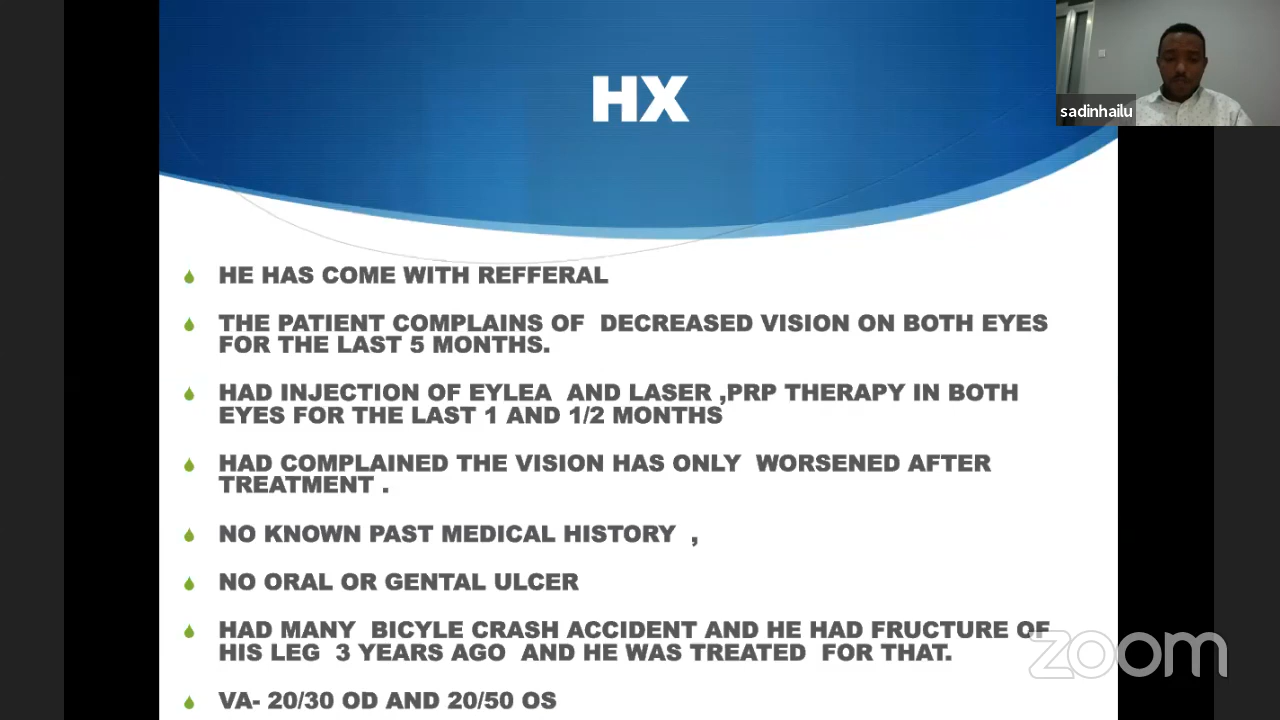 HX
sadinhailu
HE HAS COME WITH REFFERAL
THE PATIENT COMPLAINS OF DECREASED VISION ON BOTH EYES
FOR THE LAST 5 MONTHS.
HAD INJECTION OF EYLEA AND LASER ,PRP THERAPY IN BOTH
EYES FOR THE LAST 1 AND 1/2 MONTHS
HAD COMPLAINED THE VISION HAS ONLY WORSENED AFTER
TREATMENT .
NO KNOWN PAST MEDICAL HISTORY ,
NO ORAL OR GENTAL ULCER
HAD MANY BICYLE CRASH ACCIDENT AND HE HAD FRUCTURE OF
HIS LEG 3 YEARS AGO AND HE WAS TREATED FOR THAT.
zoom
VA- 20/30 OD AND 20/50 OS